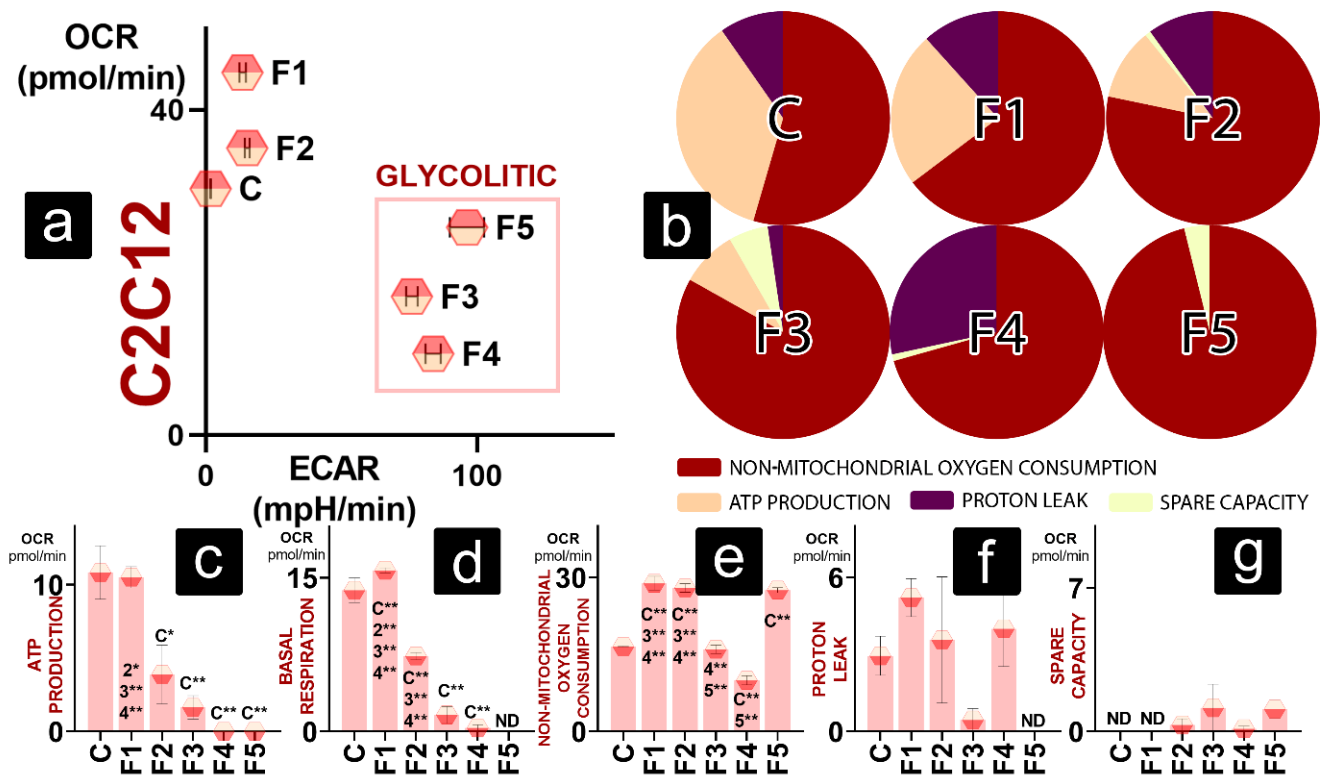 OCR
(pmol/min)
40
0
0
100
ECAR
(mpH/min)
C2C12
a
F1
F2
C
GLYCOLITIC
F5
F3
F4
b
C
F1
F2
F3
F4
F5
NON-MITOCHONDRIAL OXYGEN CONSUMPTION
ATP PRODUCTION
PROTON LEAK
SPARE CAPACITY
c
OCR
pmol/min
10
0
ATP
PRODUCTION
2*
3**
4**
C*
C**
C**
C**
C
F1
F2
F3
F4
F5
d
OCR
pmol/min
15
0
BASAL
RESPIRATION
C**
2**
3**
4**
C**
3**
4**
C**
C**
ND
C
F1
F2
F3
F4
F5
e
OCR
pmol/min
30
0
NON-MITOCHONDRIAL
OXYGEN
CONSUMPTION
C**
3**
4**
C**
3**
4**
4**
5**
C**
5**
C**
C
F1
F2
F3
F4
F5
f
OCR
pmol/min
6
0
PROTON
LEAK
ND
C
F1
F2
F3
F4
F5
g
OCR
pmol/min
7
0
SPARE
CAPACITY
ND
ND
C
F1
F2
F3
F4
F5